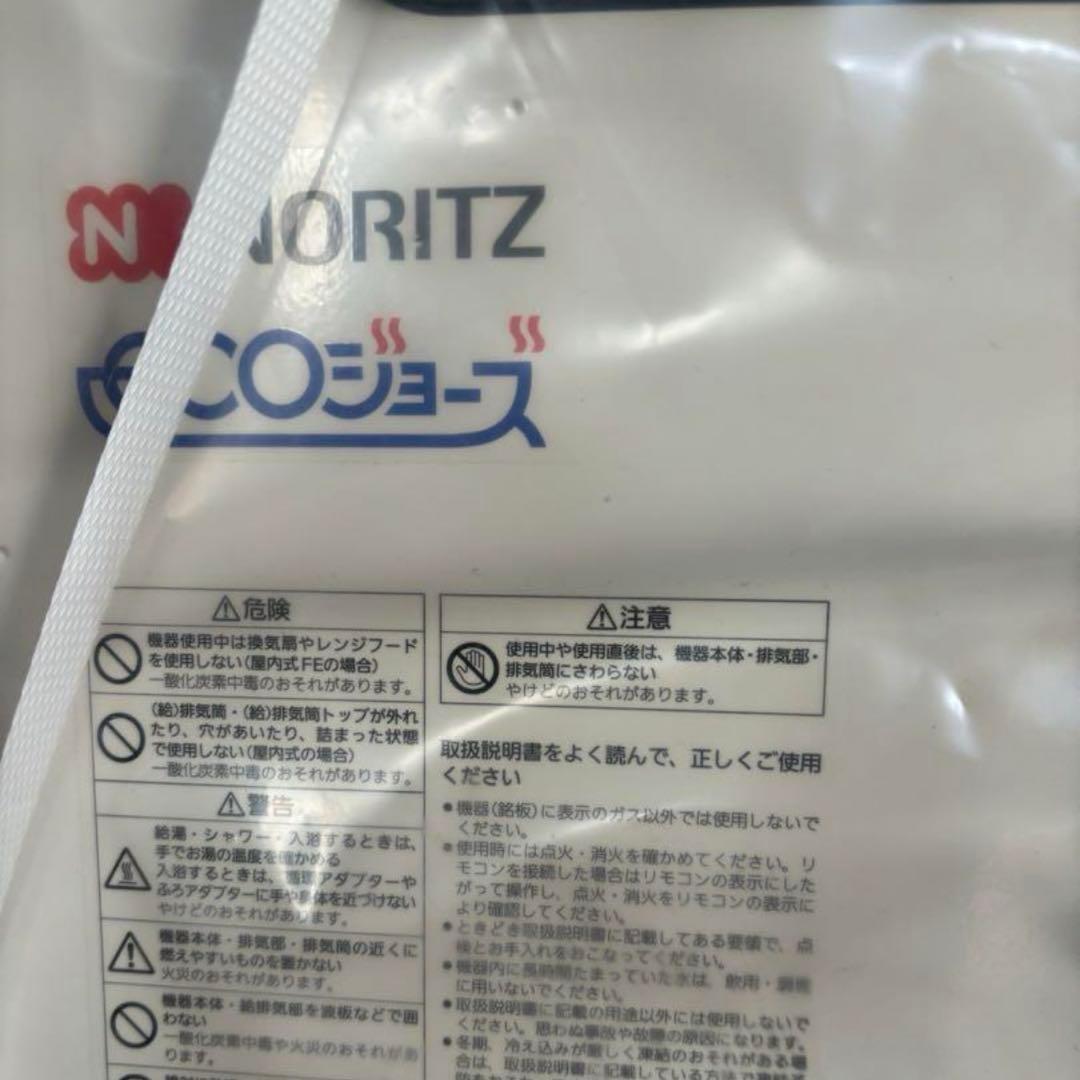 N NORITZ
ecoジョーズ
危険
機器使用中は換気扇やレンジフード
を使用しない(屋内式FEの場合)
一酸化炭素中毒のおそれがあります。
(給)排気筒・(給)排気筒トップが外れ
たり、穴があいたり、詰まった状態
で使用しない(屋内式の場合)
一酸化炭素中毒のおそれがあります。
警告
給湯・シャワー・入浴するときは、
手でお湯の温度を確かめる
入浴するときは、循環アダプターや
ふろアダプターに手や身体を近づけない
やけどのおそれがあります。
機器本体・排気部・排気筒の近くに
燃えやすいものを置かない
火災のおそれがあります。
機器本体・給排気部を波板などで囲
わない
一酸化炭素中毒や火災のおそれがあ
ります。
注意
使用中や使用直後は、機器本体・排気部・
排気筒にさわらない
やけどのおそれがあります。
取扱説明書をよく読んで、正しくご使用
ください
●機器(銘板)に表示のガス以外では使用しないで
ください。
●使用時には点火・消火を確かめてください。リ
モコンを接続した場合はリモコンの表示にした
がって操作し、点火・消火をリモコンの表示に
より確認してください。
●ときどき取扱説明書に記載してある要領で、点
検とお手入れをおこなってください。
●機器内に長時間たまっていた水は、飲用・調理
に用いないでください。
●取扱説明書に記載の用途以外には使用しないで
ください。思わぬ事故や故障の原因になります。
●冬期、冷え込みが厳しく凍結のおそれがある場
合は、取扱説明書に記載している方法で